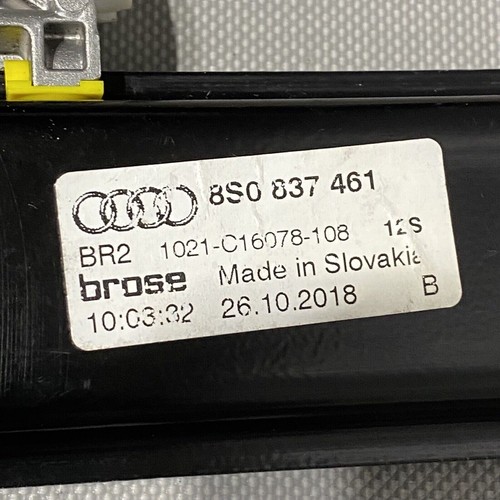 8S0 837 461
BR2 1021-C16078-108 12S
brose Made in Slovakia
10:03:32 26.10.2018 B